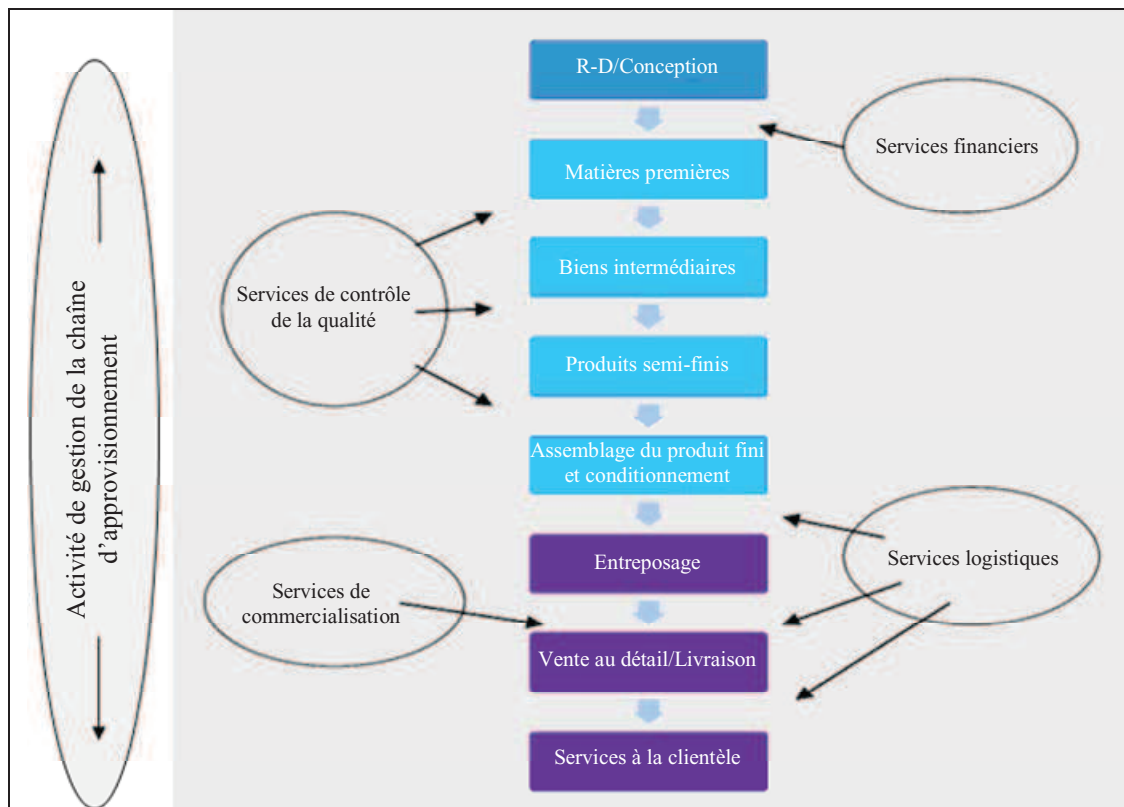 Activité de gestion de la chaîne
d’approvisionnement
R-D/Conception
Services financiers
Matières premières
Services de contrôle
de la qualité
Biens intermédiaires
Produits semi-finis
Assemblage du produit fini
et conditionnement
Services logistiques
Entreposage
Services de
commercialisation
Vente au détail/Livraison
Services à la clientèle